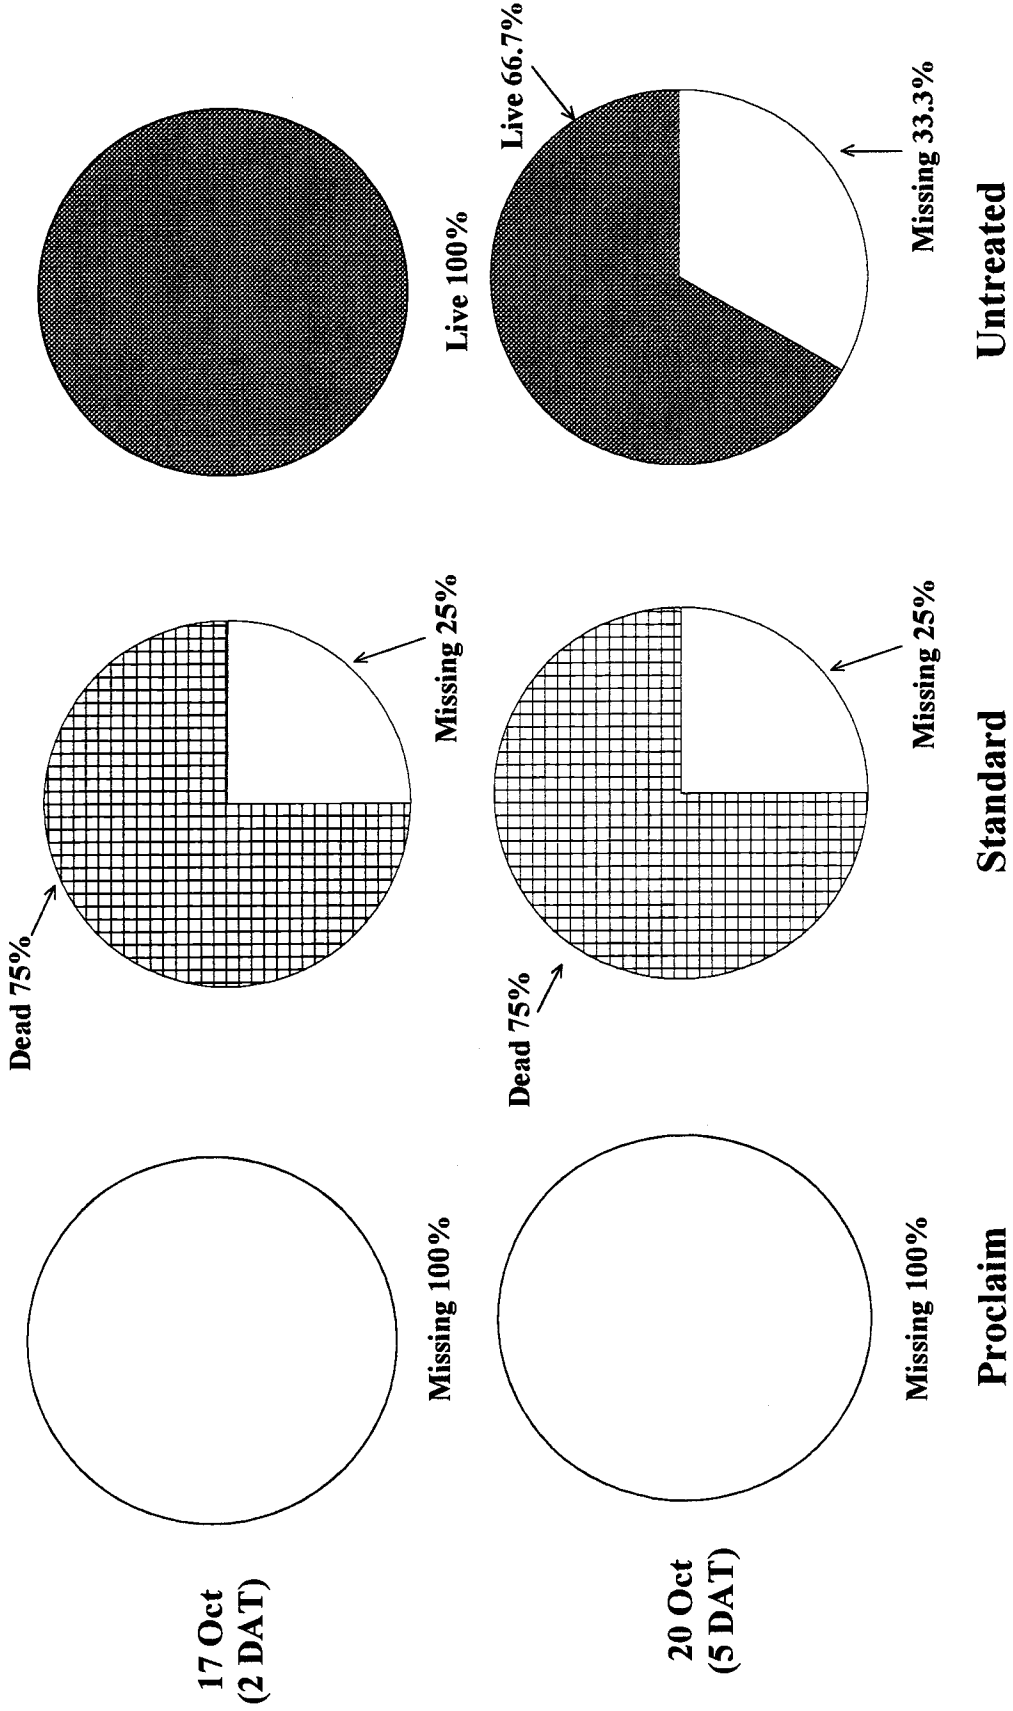 17 Oct
(2 DAT)
Missing 100%
Dead 75%
Missing 25%
Live 100%
20 Oct
(5 DAT)
Missing 100%
Dead 75%
Missing 25%
Live 66.7%
Missing 33.3%
Proclaim
Standard
Untreated